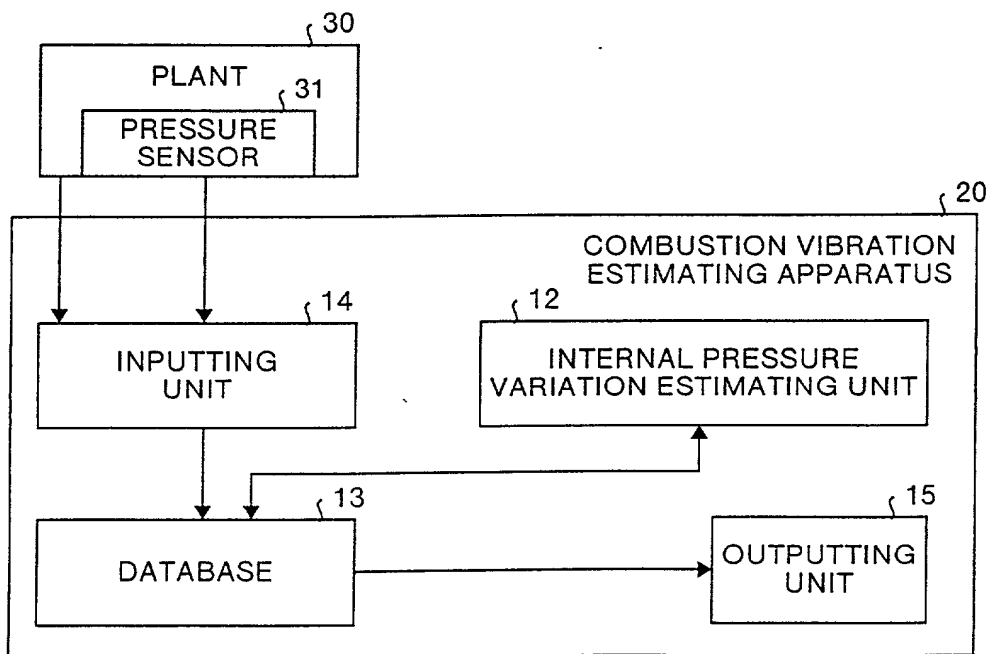 30
PLANT
31
PRESSURE
SENSOR
20
COMBUSTION VIBRATION
ESTIMATING APPARATUS
14
INPUTTING
UNIT
12
INTERNAL PRESSURE
VARIATION ESTIMATING UNIT
13
DATABASE
15
OUTPUTTING
UNIT